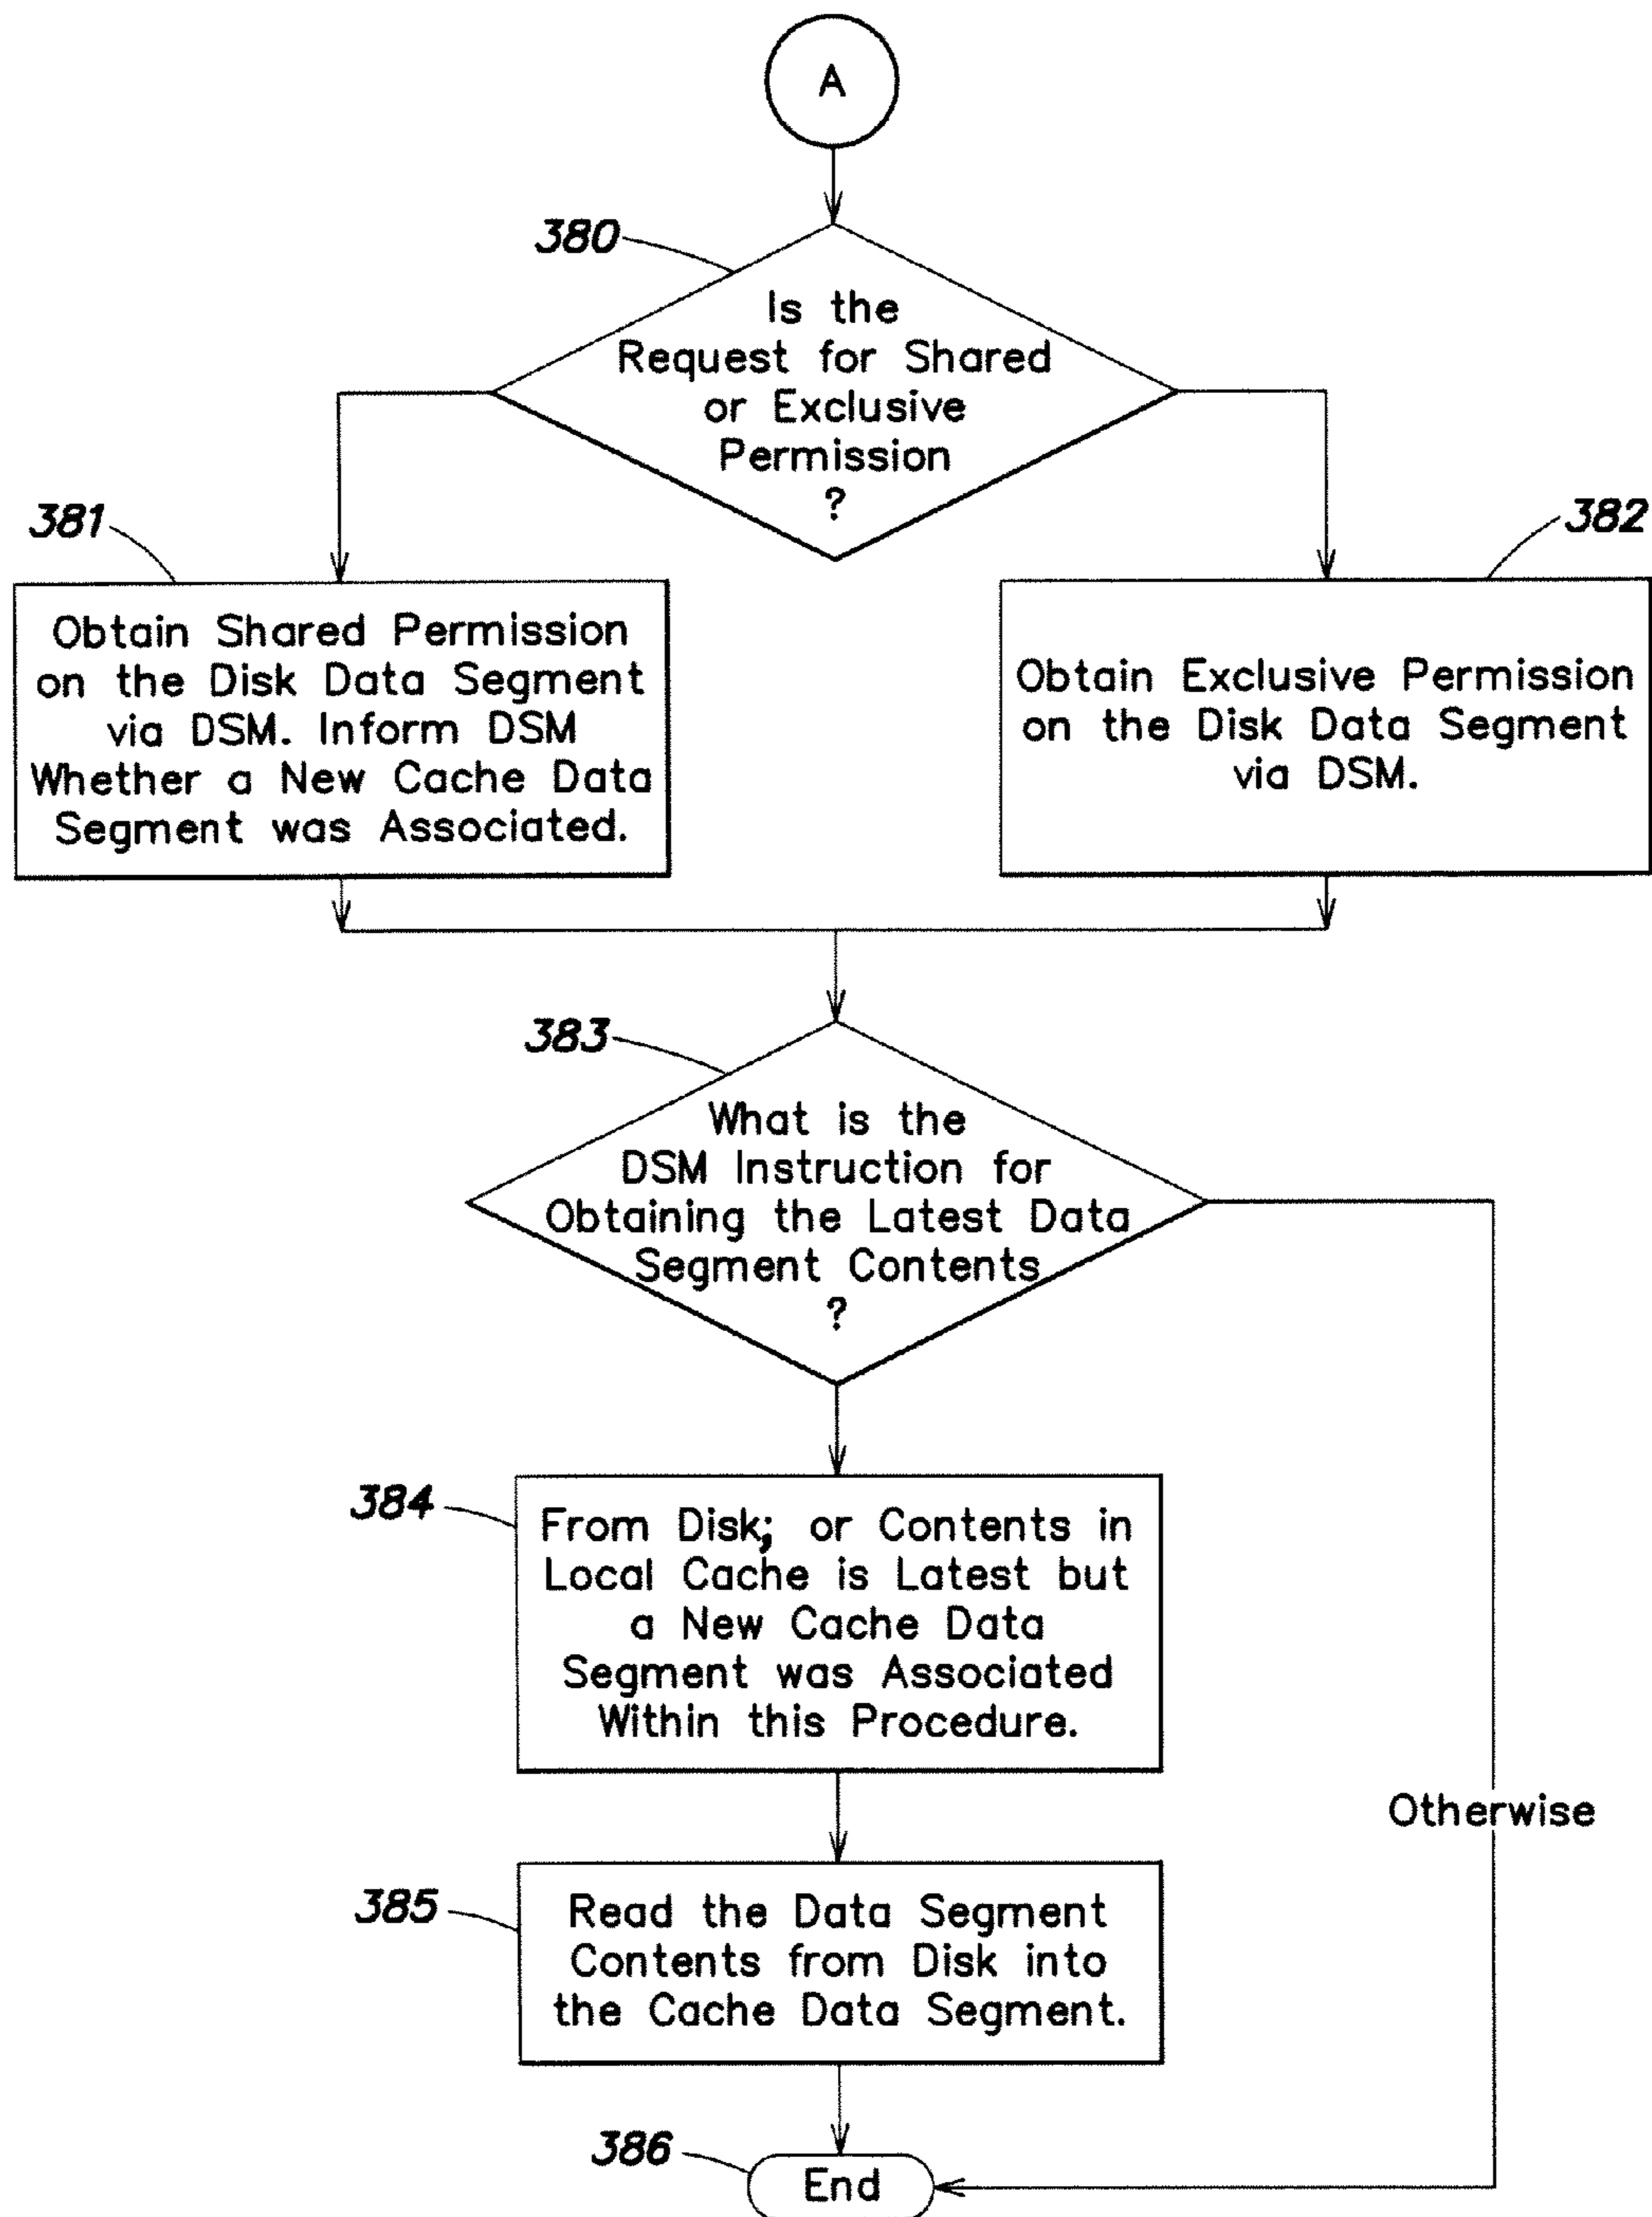 A
380
Is the
Request for Shared
or Exclusive
Permission
?
381
Obtain Shared Permission
on the Disk Data Segment
via DSM. Inform DSM
Whether a New Cache Data
Segment was Associated.
382
Obtain Exclusive Permission
on the Disk Data Segment
via DSM.
383
What is the
DSM Instruction for
Obtaining the Latest Data
Segment Contents
?
384
From Disk; or Contents in
Local Cache is Latest but
a New Cache Data
Segment was Associated
Within this Procedure.
Otherwise
385
Read the Data Segment
Contents from Disk into
the Cache Data Segment.
386
End